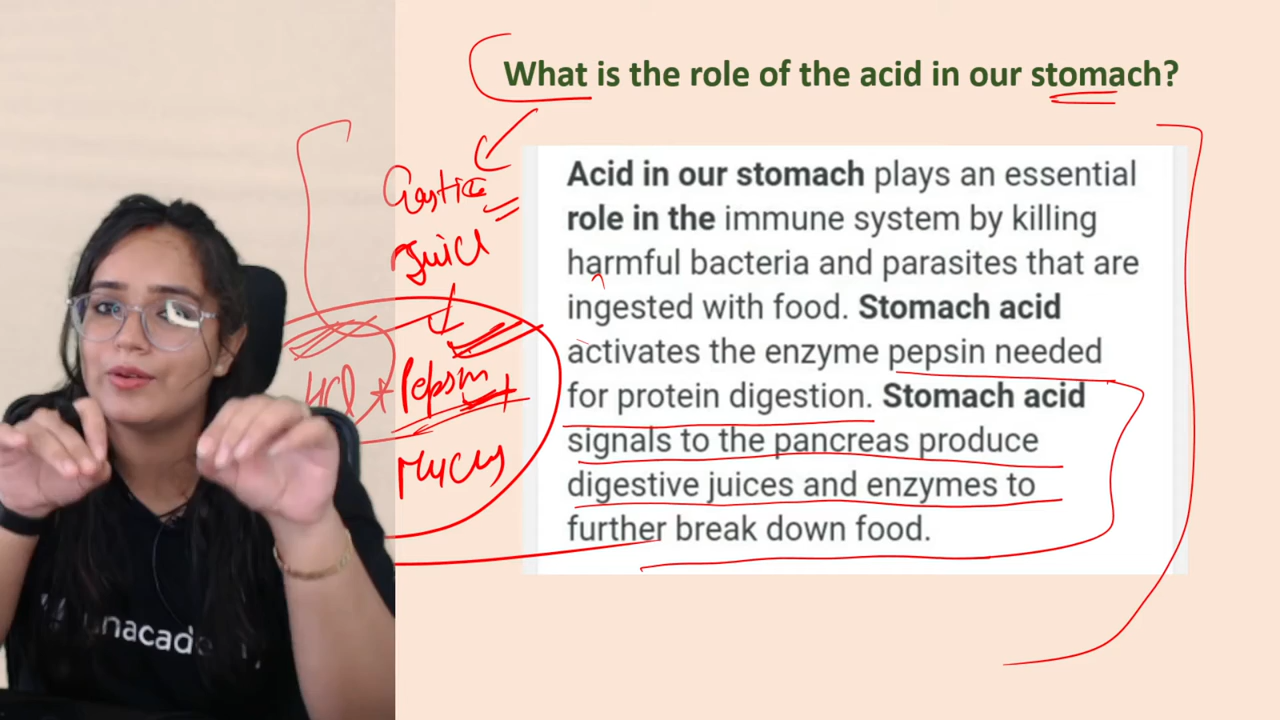 What is the role of the acid in our stomach?
Gastric
Juice
HCl + Pepsin +
Mucus
Acid in our stomach plays an essential
role in the immune system by killing
harmful bacteria and parasites that are
ingested with food. Stomach acid
activates the enzyme pepsin needed
for protein digestion. Stomach acid
signals to the pancreas produce
digestive juices and enzymes to
further break down food.
unacade